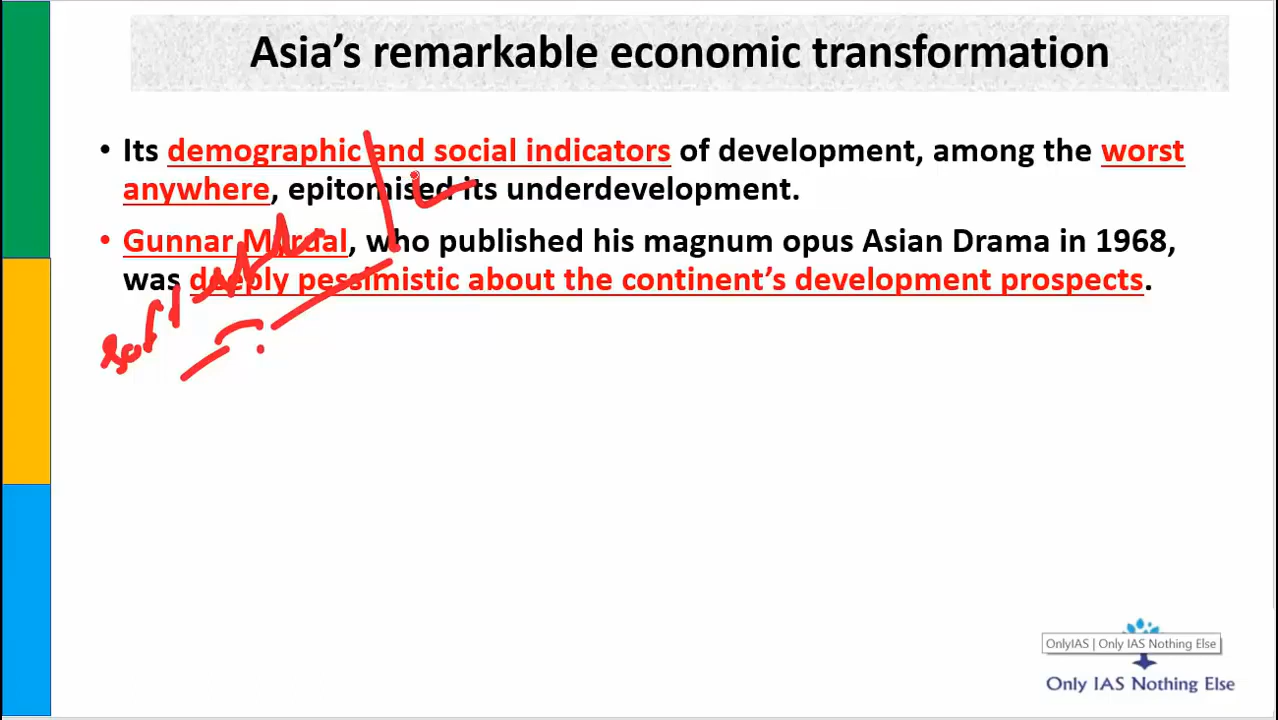 Asia's remarkable economic transformation
• Its demographic and social indicators of development, among the worst
anywhere, epitomised its underdevelopment.
• Gunnar Mardal, who published his magnum opus Asian Drama in 1968,
was deeply pessimistic about the continent's development prospects.
OnlyIAS | Only IAS Nothing Else
Only IAS Nothing Else